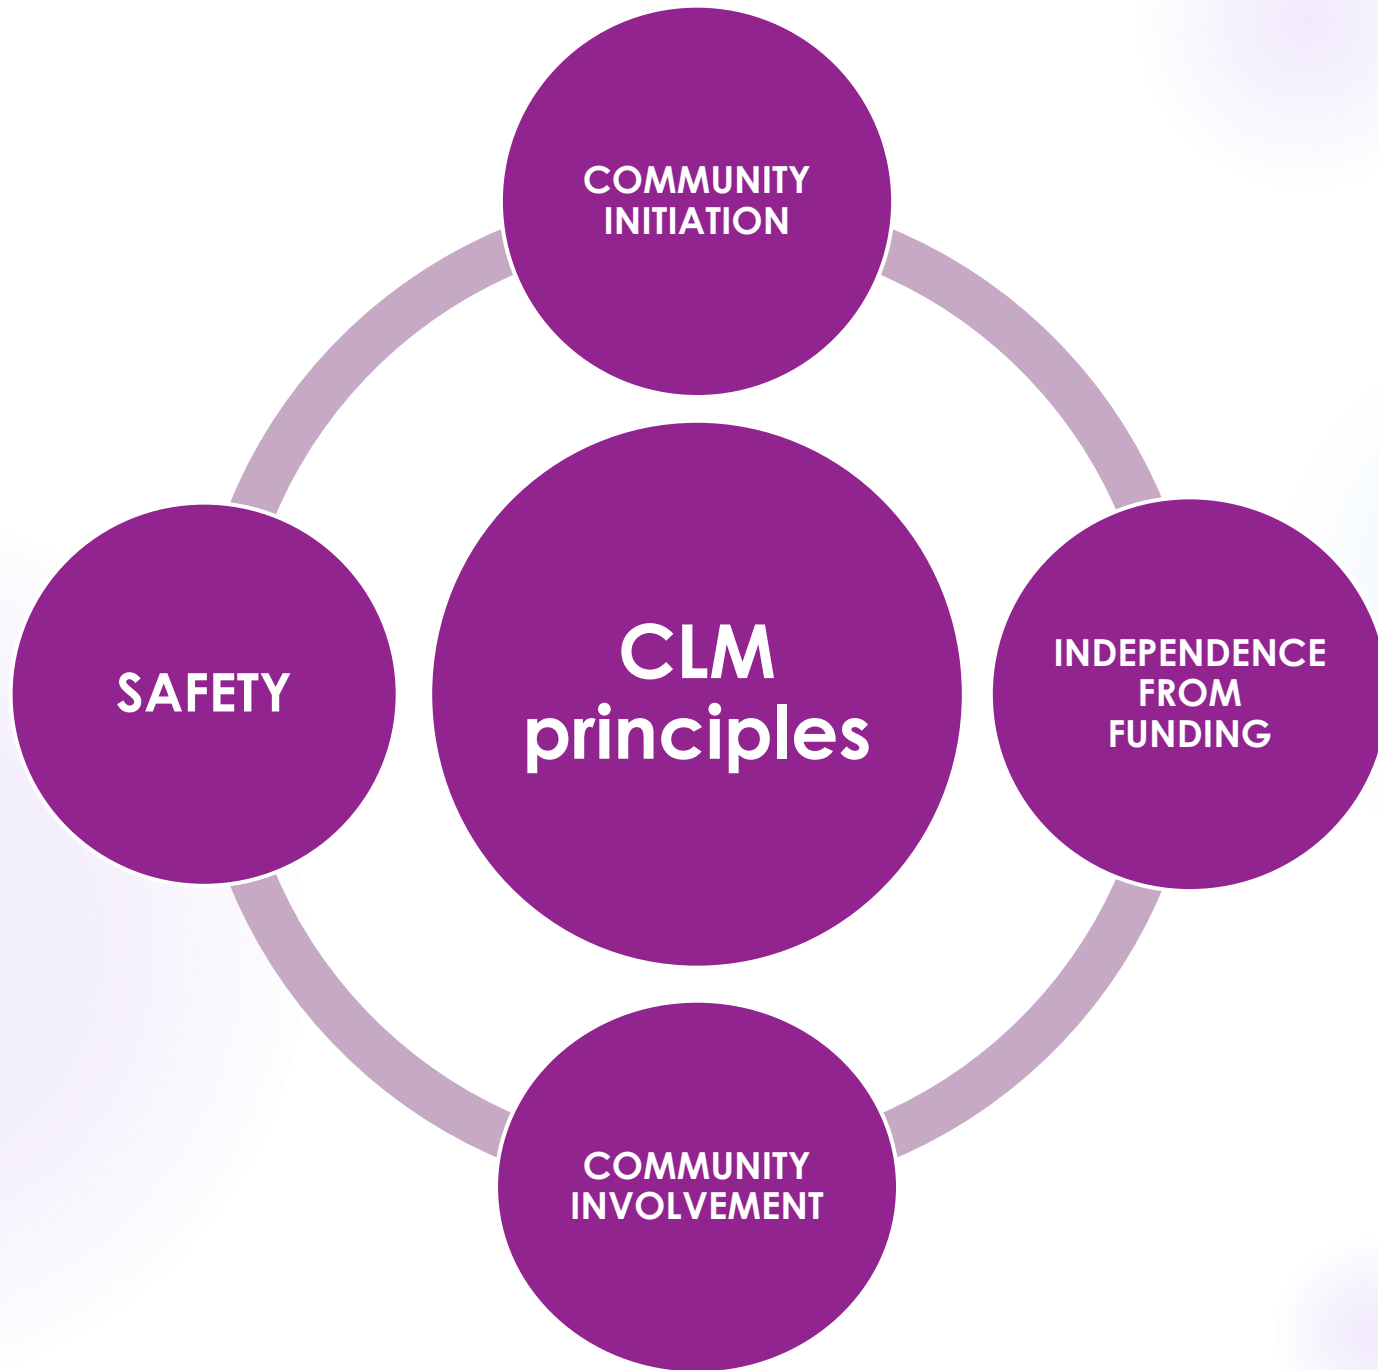 COMMUNITY
INITIATION
SAFETY
CLM
principles
INDEPENDENCE
FROM
FUNDING
COMMUNITY
INVOLVEMENT